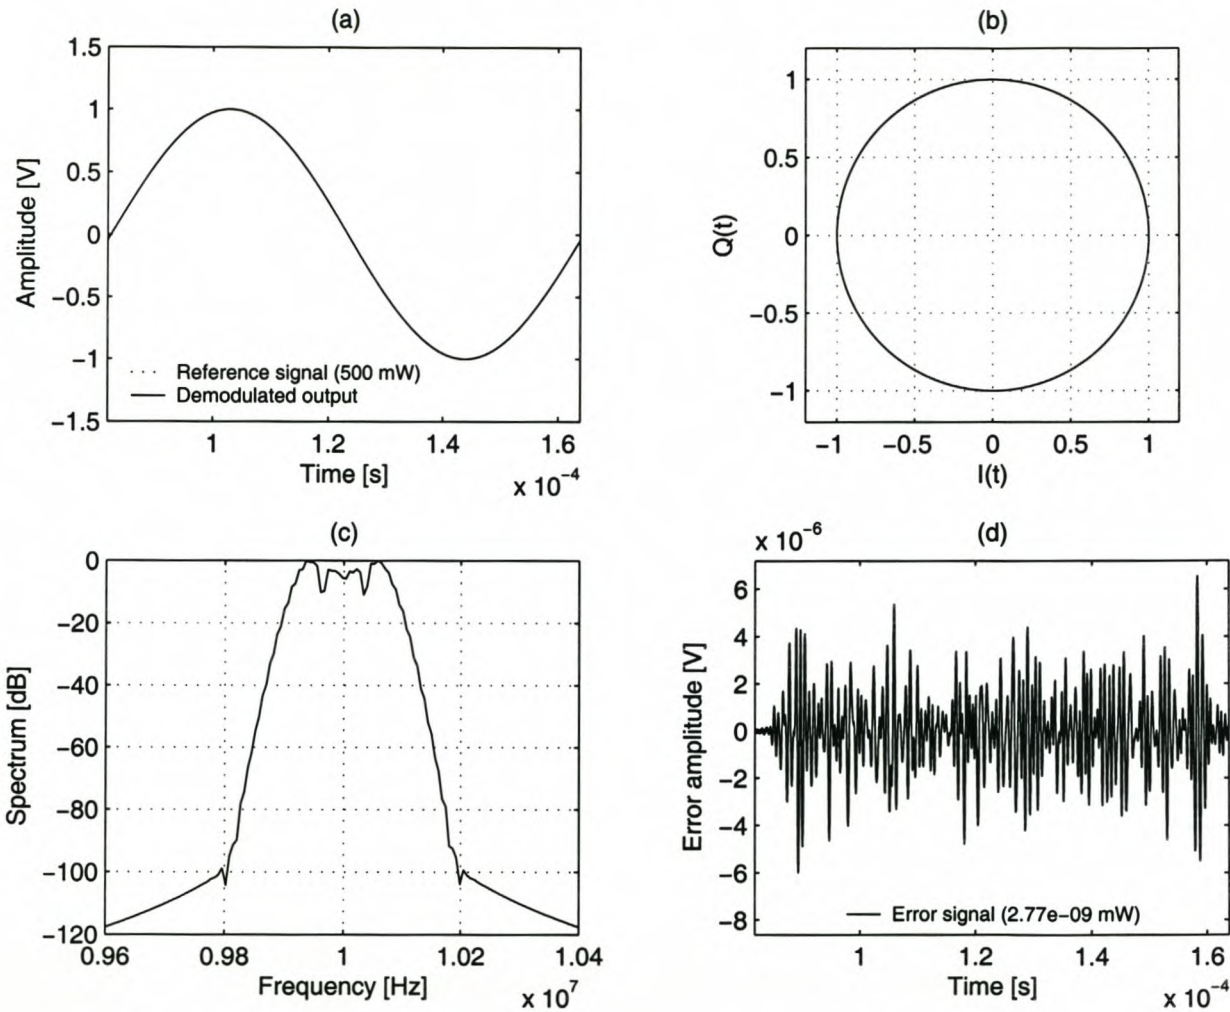 (a)
1.5
1
0.5
0
−0.5
−1
−1.5
Amplitude [V]
Reference signal (500 mW)
Demodulated output
1 1.2 1.4 1.6
Time [s]
x 10−4
(b)
1
0.5
0
−0.5
−1
Q(t)
−1 −0.5 0 0.5 1
I(t)
(c)
0
−20
−40
−60
−80
−100
−120
Spectrum [dB]
0.96 0.98 1 1.02 1.04
Frequency [Hz]
x 107
(d)
x 10−6
6
4
2
0
−2
−4
−6
−8
Error amplitude [V]
Error signal (2.77e−09 mW)
1 1.2 1.4 1.6
Time [s]
x 10−4